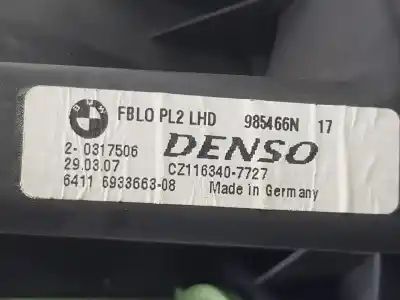 BMW
FBLO PL2 LHD 985466N 17
2- 0317506 DENSO
29.03.07 CZ116340-7727
6411 6933663-08 Made in Germany